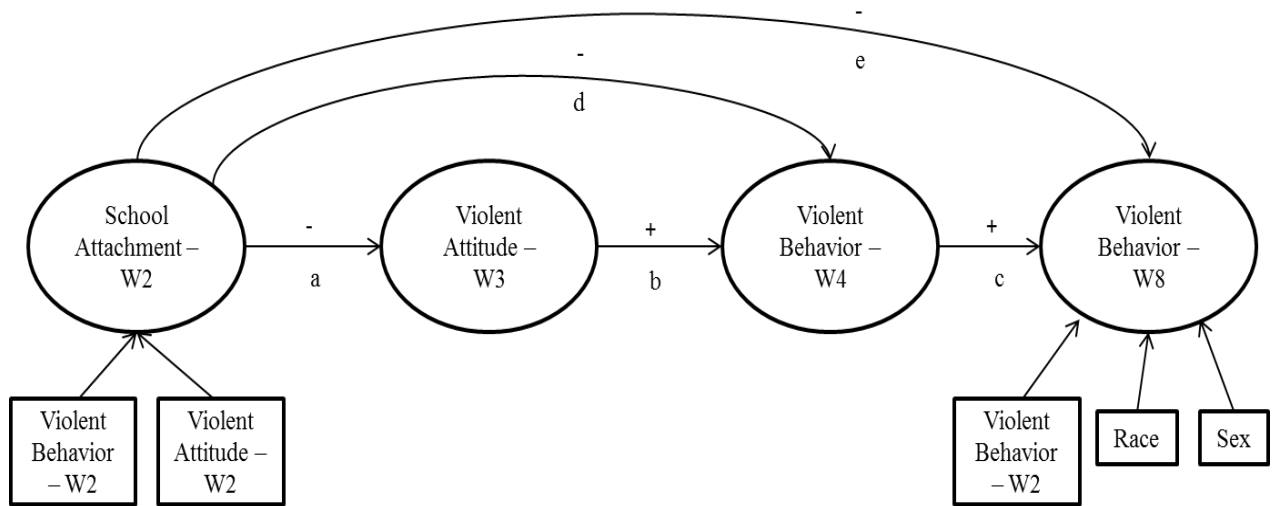 -
e
-
d
School
Attachment –
W2
-
a
Violent
Attitude –
W3
+
b
Violent
Behavior –
W4
+
c
Violent
Behavior –
W8
Violent
Behavior
– W2
Violent
Attitude –
W2
Violent
Behavior
– W2
Race
Sex